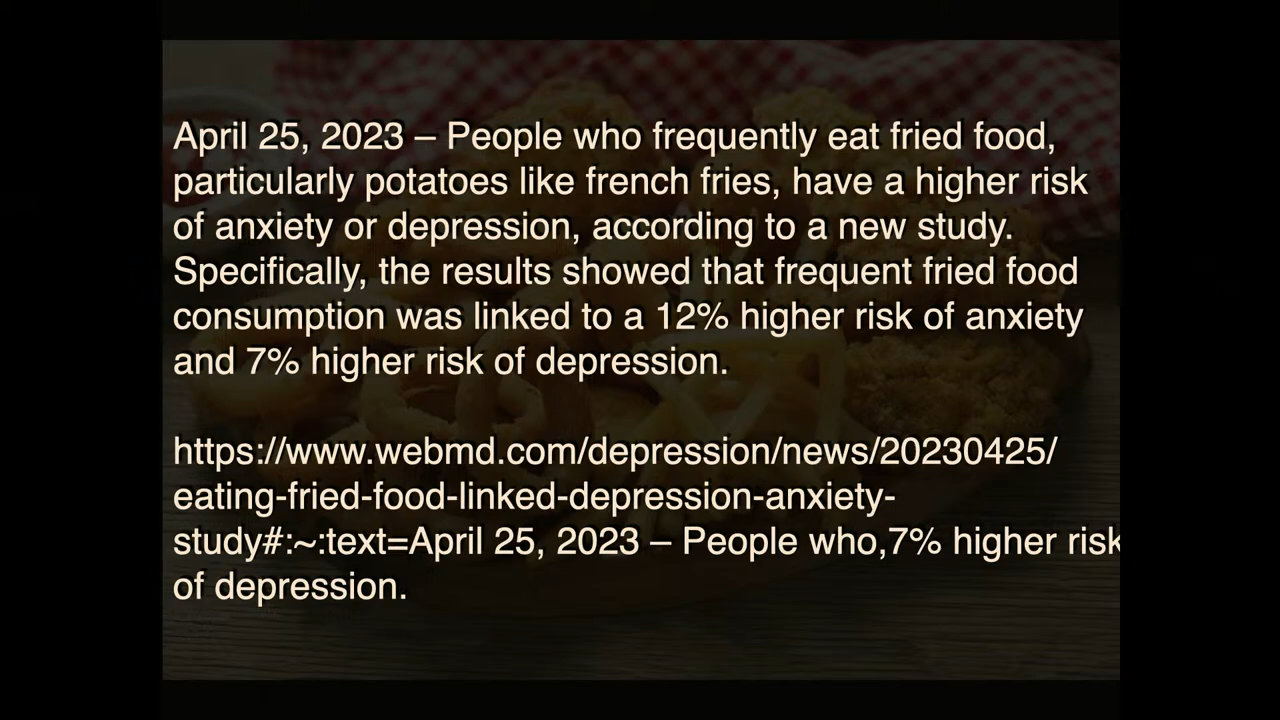 April 25, 2023 – People who frequently eat fried food,
particularly potatoes like french fries, have a higher risk
of anxiety or depression, according to a new study.
Specifically, the results showed that frequent fried food
consumption was linked to a 12% higher risk of anxiety
and 7% higher risk of depression.
https://www.webmd.com/depression/news/20230425/
eating-fried-food-linked-depression-anxiety-
study#:~:text=April 25, 2023 – People who,7% higher risk
of depression.